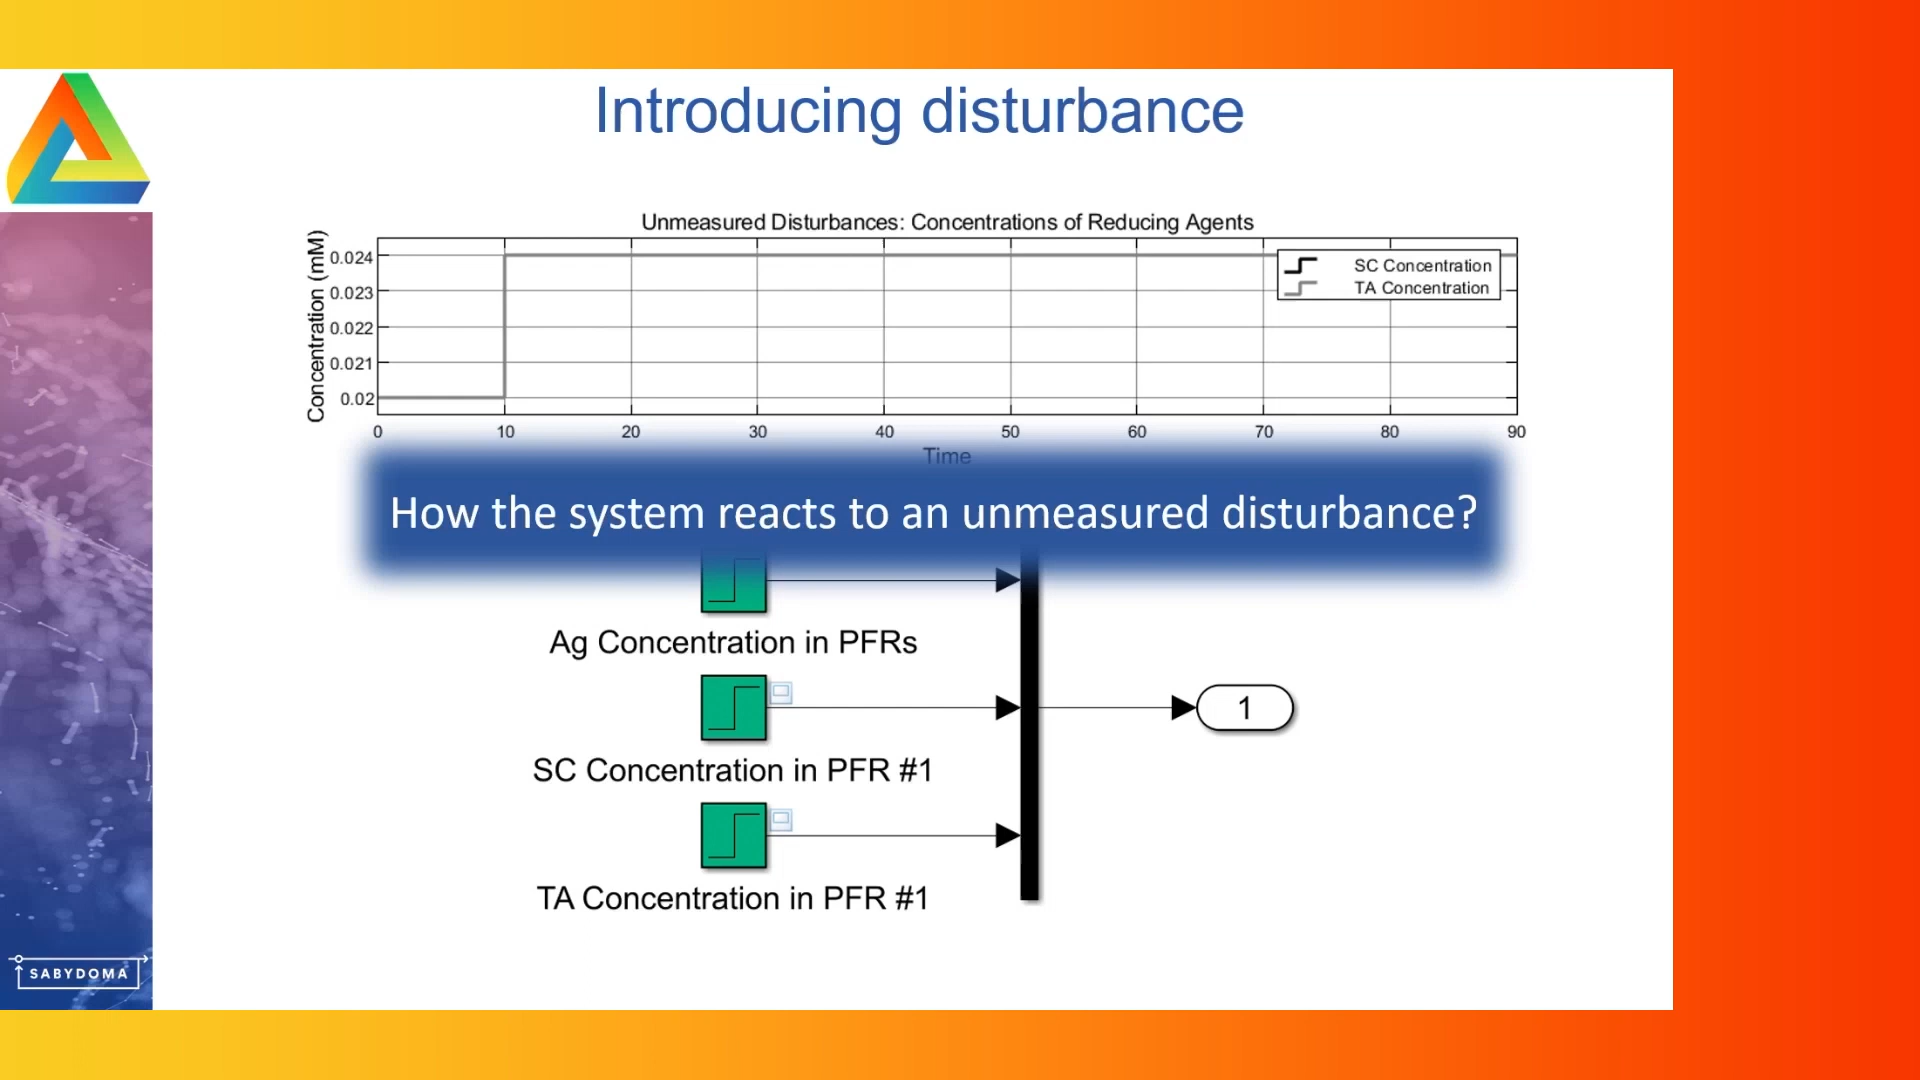 Introducing disturbance
Unmeasured Disturbances: Concentrations of Reducing Agents
Concentration (mM)
0.024
0.023
0.022
0.021
0.02
SC Concentration
TA Concentration
0 10 20 30 40 50 60 70 80 90
Time
How the system reacts to an unmeasured disturbance?
Ag Concentration in PFRs
SC Concentration in PFR #1
1
TA Concentration in PFR #1
SABYDOMA